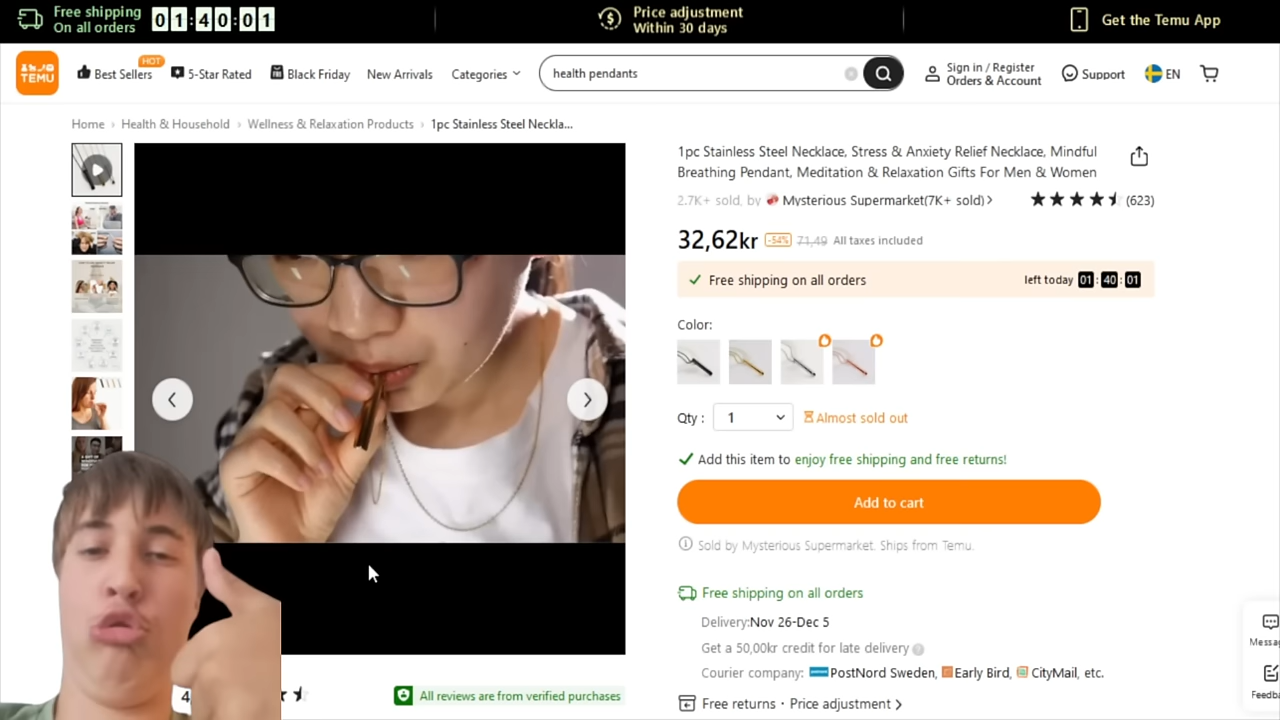 Free shipping
On all orders
01:40:01
Price adjustment
Within 30 days
Get the Temu App
TEMU
Best Sellers
HOT
5-Star Rated
Black Friday
New Arrivals
Categories
health pendants
Sign in / Register
Orders & Account
Support
EN
Home › Health & Household › Wellness & Relaxation Products › 1pc Stainless Steel Neckla...
1pc Stainless Steel Necklace, Stress & Anxiety Relief Necklace, Mindful
Breathing Pendant, Meditation & Relaxation Gifts For Men & Women
2.7K+ sold, by Mysterious Supermarket(7K+ sold) (623)
32,62kr -54% 71,49 All taxes included
Free shipping on all orders left today 01:40:01
Color:
Qty : 1 Almost sold out
Add this item to enjoy free shipping and free returns!
Add to cart
Sold by Mysterious Supermarket. Ships from Temu.
Free shipping on all orders
Delivery:Nov 26-Dec 5
Get a 50,00kr credit for late delivery
Courier company: PostNord Sweden, Early Bird, CityMail, etc.
Free returns · Price adjustment
4
All reviews are from verified purchases
Messa
Feedb